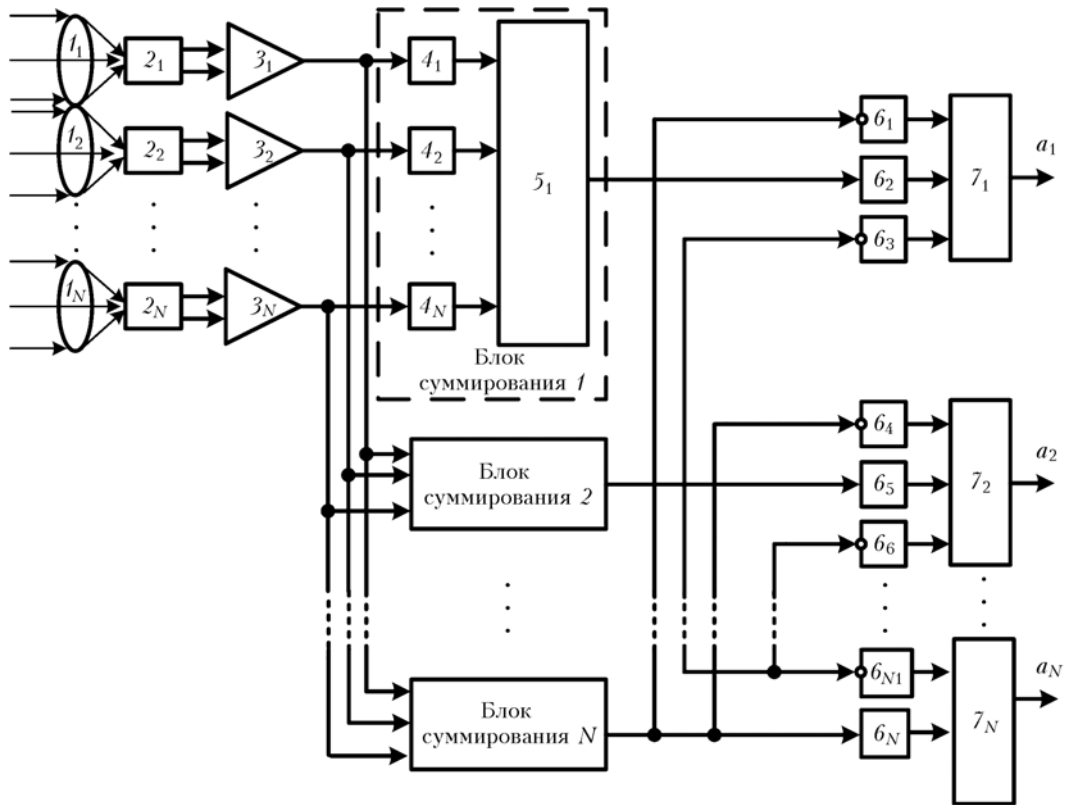 1₁ 2₁ 3₁ 4₁
1₂ 2₂ 3₂ 4₂
1_N 2_N 3_N 4_N
5₁
Блок
суммирования 1
6₁
6₂
6₃
7₁
a₁
Блок
суммирования 2
6₄
6₅
6₆
7₂
a₂
Блок
суммирования N
6_N1
6_N
7_N
a_N